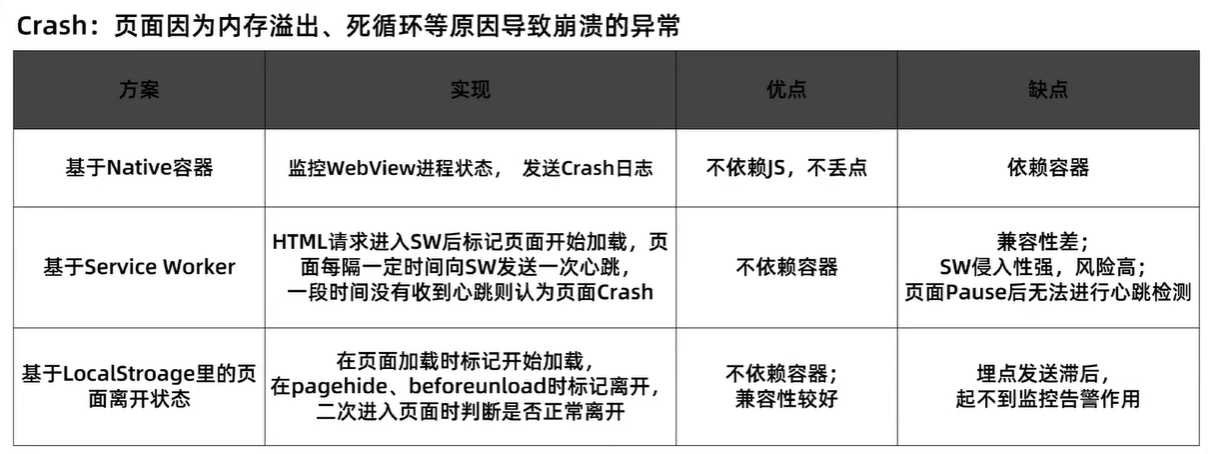 Crash：页面因为内存溢出、死循环等原因导致崩溃的异常
方案
实现
优点
缺点
基于Native容器
监控WebView进程状态， 发送Crash日志
不依赖JS，不丢点
依赖容器
基于Service Worker
HTML请求进入SW后标记页面开始加载，页
面每隔一定时间向SW发送一次心跳，
一段时间没有收到心跳则认为页面Crash
不依赖容器
兼容性差；
SW侵入性强，风险高；
页面Pause后无法进行心跳检测
基于LocalStroage里的页
面离开状态
在页面加载时标记开始加载，
在pagehide、beforeunload时标记离开，
二次进入页面时判断是否正常离开
不依赖容器；
兼容性较好
埋点发送滞后，
起不到监控告警作用